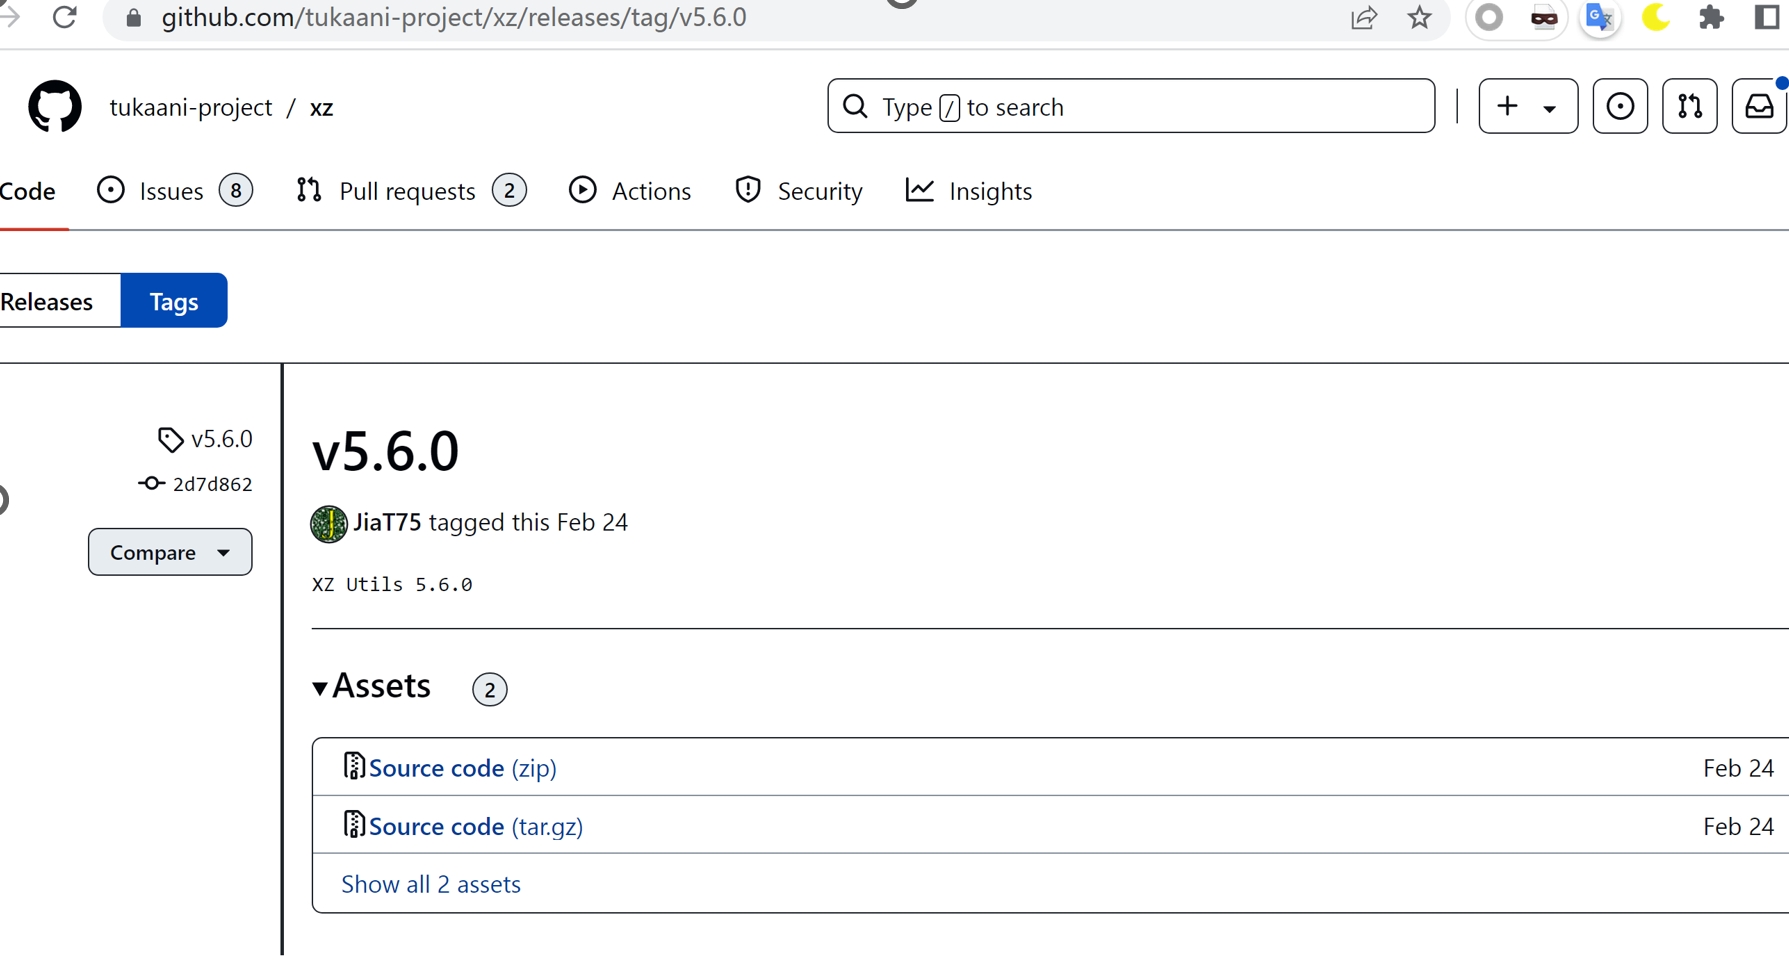 github.com/tukaani-project/xz/releases/tag/v5.6.0
tukaani-project / xz
Type / to search
Code
Issues 8
Pull requests 2
Actions
Security
Insights
Releases
Tags
v5.6.0
2d7d862
Compare
v5.6.0
JiaT75 tagged this Feb 24
XZ Utils 5.6.0
Assets 2
Source code (zip) Feb 24
Source code (tar.gz) Feb 24
Show all 2 assets